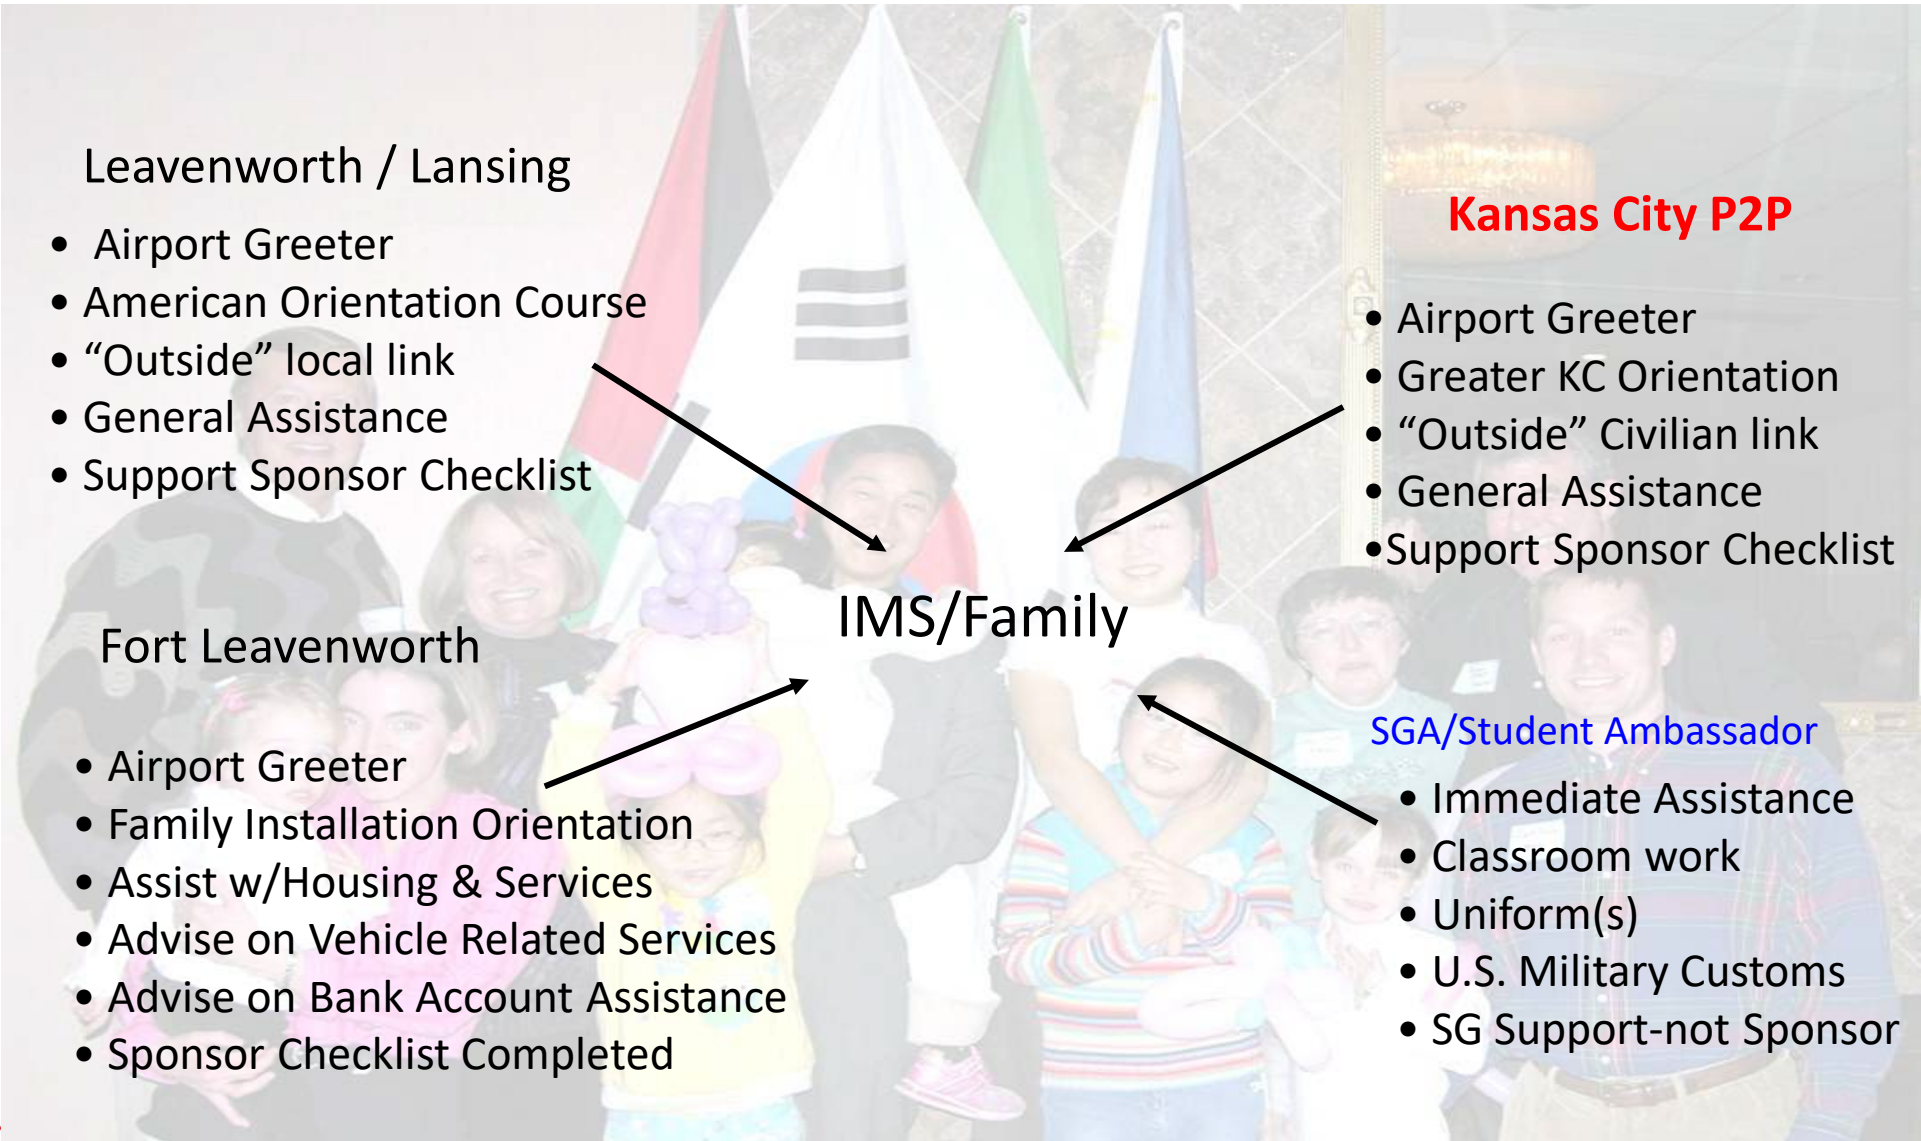 Leavenworth / Lansing
• Airport Greeter
• American Orientation Course
• “Outside” local link
• General Assistance
• Support Sponsor Checklist
Kansas City P2P
• Airport Greeter
• Greater KC Orientation
• “Outside” Civilian link
• General Assistance
•Support Sponsor Checklist
IMS/Family
Fort Leavenworth
• Airport Greeter
• Family Installation Orientation
• Assist w/Housing & Services
• Advise on Vehicle Related Services
• Advise on Bank Account Assistance
• Sponsor Checklist Completed
SGA/Student Ambassador
• Immediate Assistance
• Classroom work
• Uniform(s)
• U.S. Military Customs
• SG Support-not Sponsor